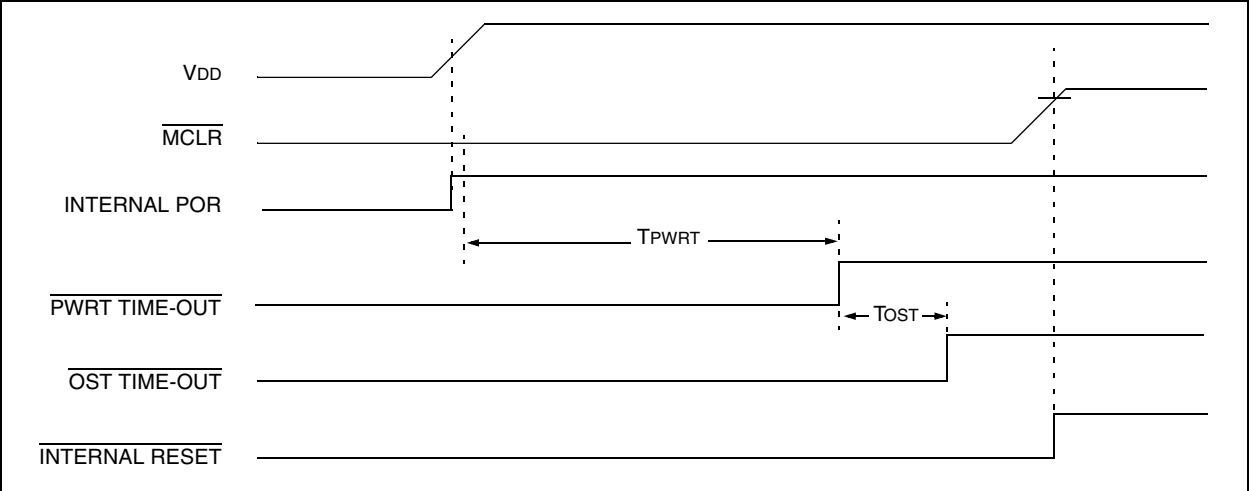 VDD
MCLR
INTERNAL POR
TPWRT
PWRT TIME-OUT
TOST
OST TIME-OUT
INTERNAL RESET